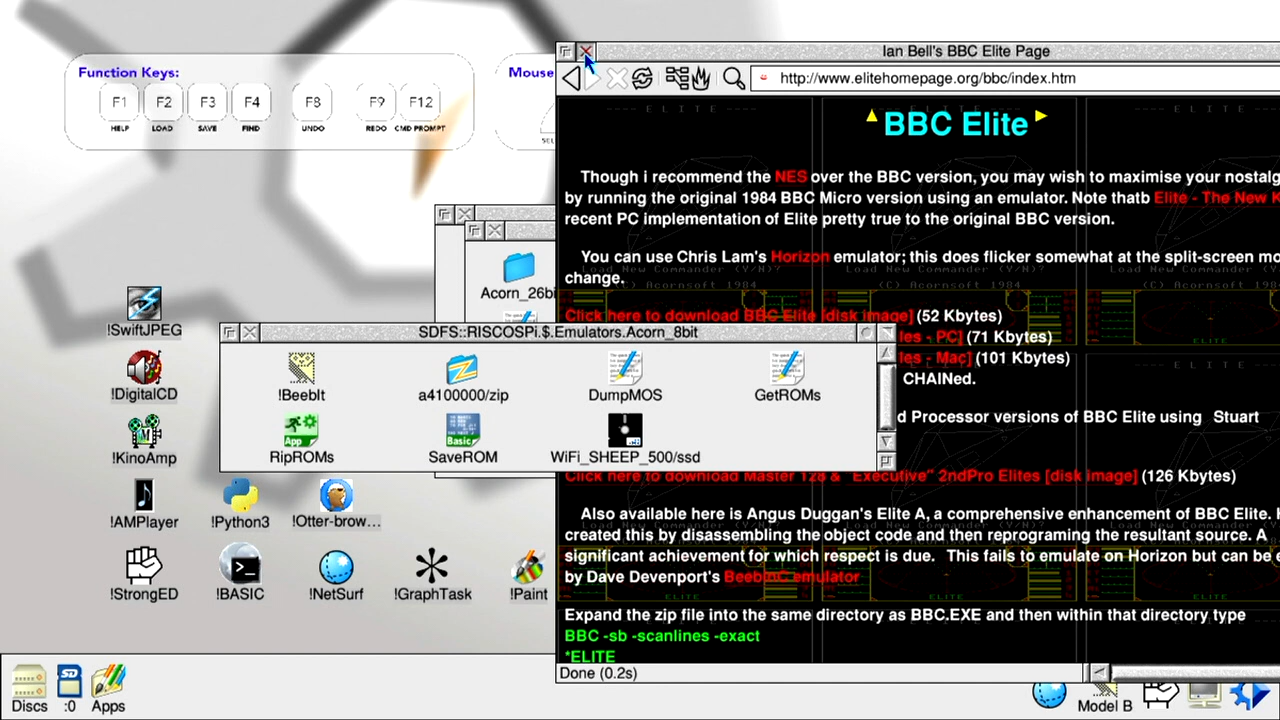 Ian Bell's BBC Elite Page
Function Keys:
F1 F2 F3 F4 F8 F9 F12
HELP LOAD SAVE FIND UNDO REDO CMD PROMPT
Mouse
http://www.elitehomepage.org/bbc/index.htm
BBC Elite
Though i recommend the NES over the BBC version, you may wish to maximise your nostalg
by running the original 1984 BBC Micro version using an emulator. Note thatb Elite - The New K
recent PC implementation of Elite pretty true to the original BBC version.
You can use Chris Lam's Horizon emulator; this does flicker somewhat at the split-screen mo
change.
Acorn_26bi
Click here to download BBC Elite [disk image] (52 Kbytes)
les - PC] (71 Kbytes)
les - Mac] (101 Kbytes)
CHAINed.
d Processor versions of BBC Elite using Stuart
SDFS::RISCOSPi.$.Emulators.Acorn_8bit
!BeebIt a4100000/zip DumpMOS GetROMs
RipROMs SaveROM WiFi_SHEEP_500/ssd
Click here to download Master 128 & "Executive" 2ndPro Elites [disk image] (126 Kbytes)
Also available here is Angus Duggan's Elite A, a comprehensive enhancement of BBC Elite.
created this by disassembling the object code and then reprograming the resultant source. A
significant achievement for which respect is due. This fails to emulate on Horizon but can be
by Dave Devenport's BeebInC emulator
Expand the zip file into the same directory as BBC.EXE and then within that directory type
BBC -sb -scanlines -exact
*ELITE
Done (0.2s)
!SwiftJPEG
!DigitalCD
!KinoAmp
!AMPlayer !Python3 !Otter-brow...
!StrongED !BASIC !NetSurf !GraphTask !Paint
Discs :0 Apps
Model B